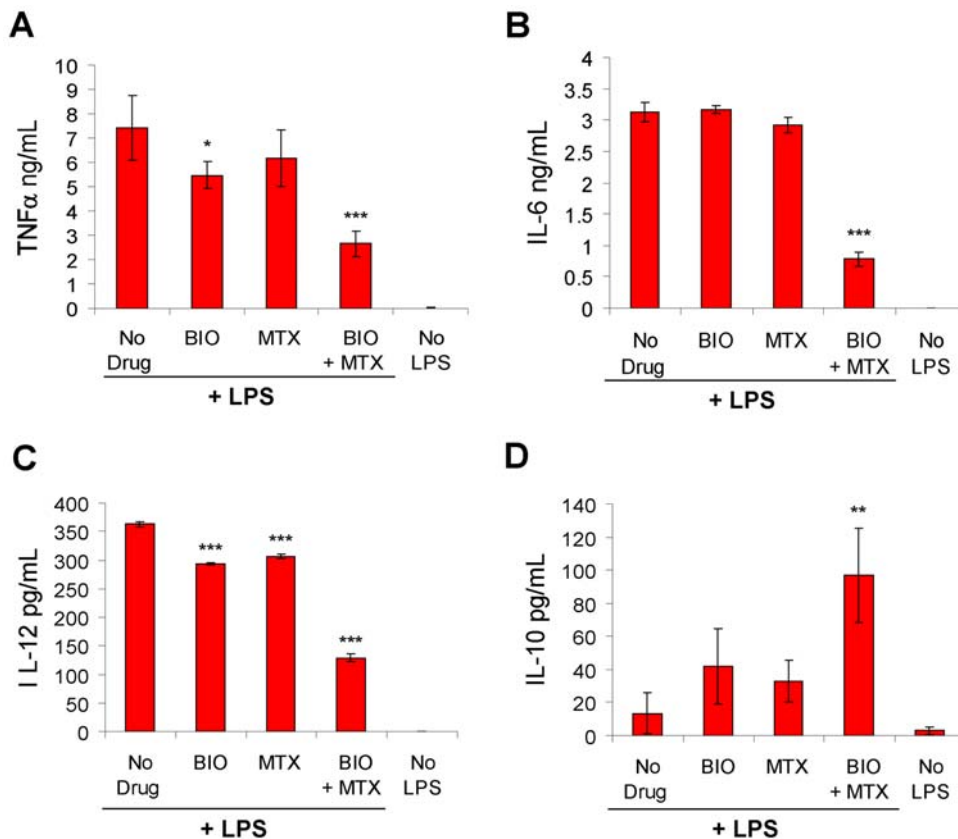 A
TNFα ng/mL
10
9
8
7
6
5
4
3
2
1
0
*
***
No Drug
BIO
MTX
BIO + MTX
No LPS
+ LPS
B
IL-6 ng/mL
4
3.5
3
2.5
2
1.5
1
0.5
0
***
No Drug
BIO
MTX
BIO + MTX
No LPS
+ LPS
C
I L-12 pg/mL
400
350
300
250
200
150
100
50
0
***
***
***
No Drug
BIO
MTX
BIO + MTX
No LPS
+ LPS
D
IL-10 pg/mL
140
120
100
80
60
40
20
0
**
No Drug
BIO
MTX
BIO + MTX
No LPS
+ LPS